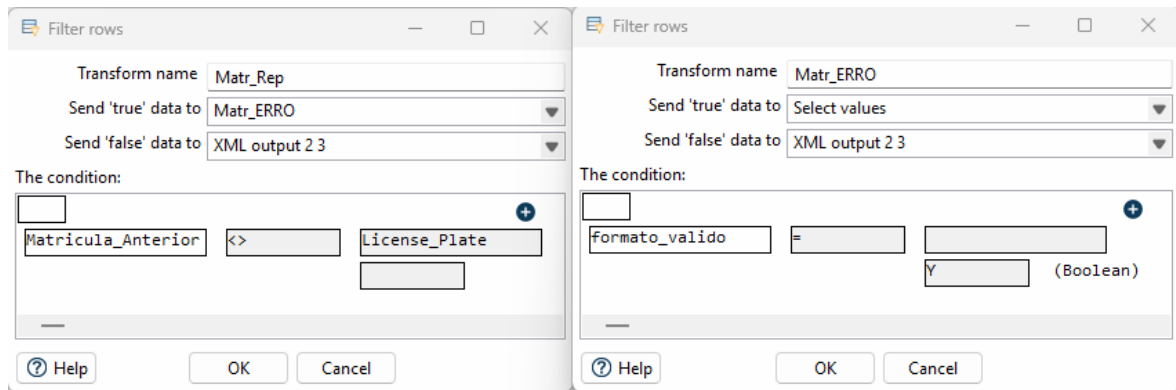 Filter rows
Transform name Matr_Rep
Send 'true' data to Matr_ERRO
Send 'false' data to XML output 2 3
The condition:
Matricula_Anterior <> License_Plate
Help OK Cancel
Filter rows
Transform name Matr_ERRO
Send 'true' data to Select values
Send 'false' data to XML output 2 3
The condition:
formato_valido =
Y (Boolean)
Help OK Cancel